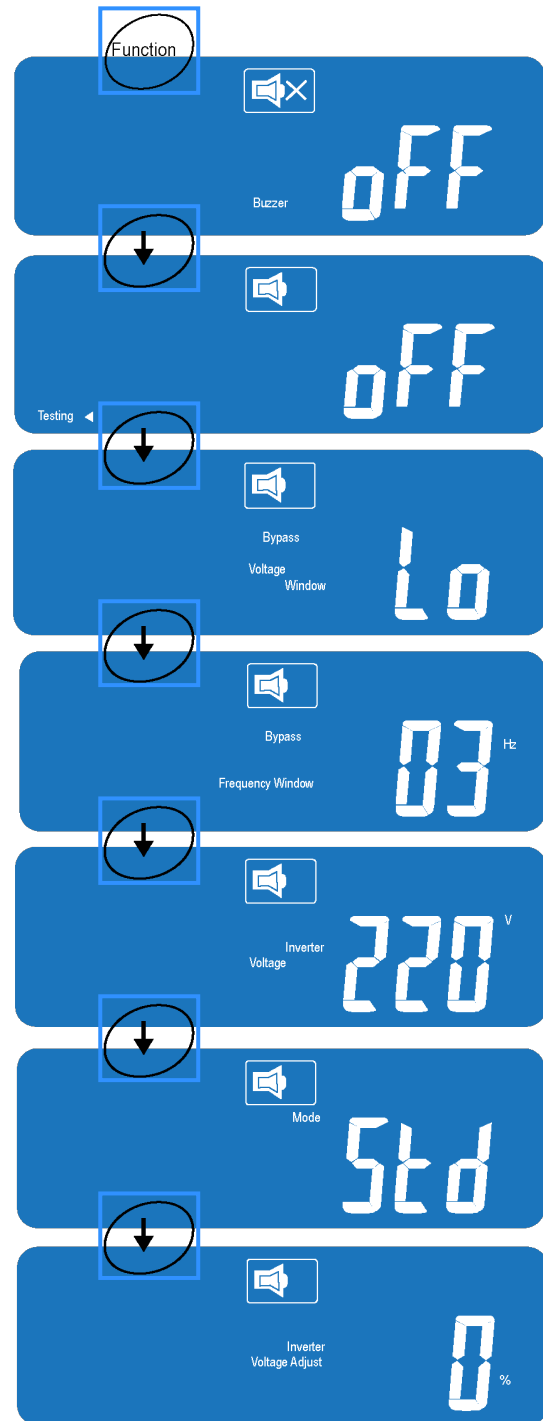 Function
oFF
Buzzer
oFF
Testing
Bypass
Voltage
Window
Lo
Bypass
03 Hz
Frequency Window
220 V
Inverter
Voltage
Mode
Std
Inverter
Voltage Adjust
0 %